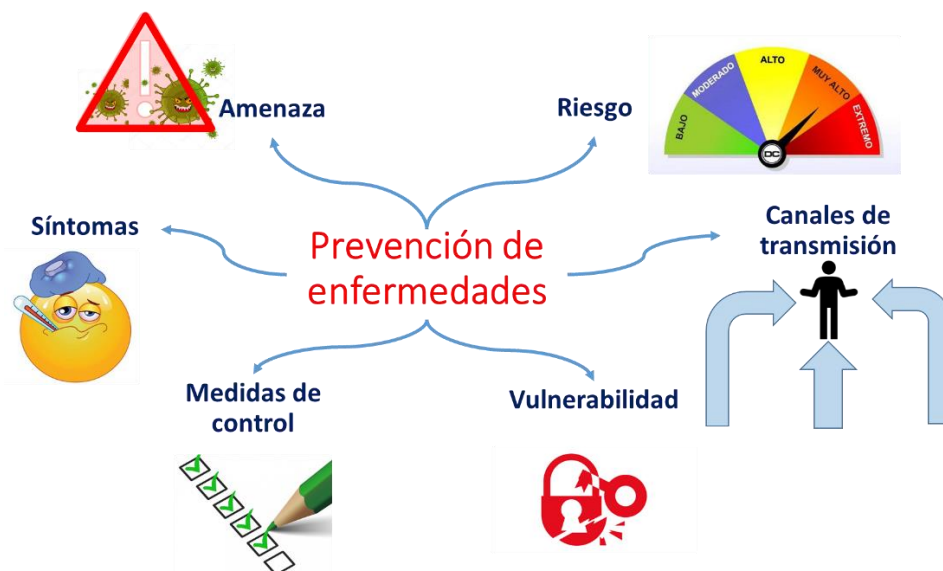 Amenaza
Riesgo
BAJO
MODERADO
ALTO
MUY ALTO
EXTREMO
DC
Síntomas
Prevención de
enfermedades
Canales de
transmisión
Medidas de
control
Vulnerabilidad